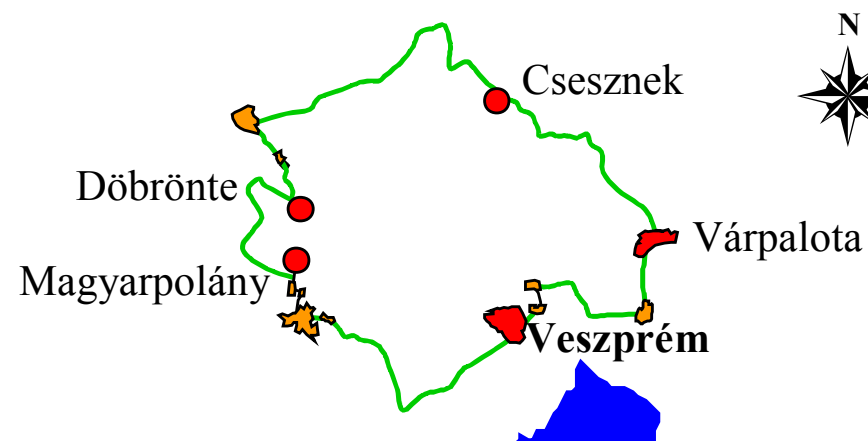 N
Csesznek
Döbrönte
Várpalota
Magyarpolány
Veszprém